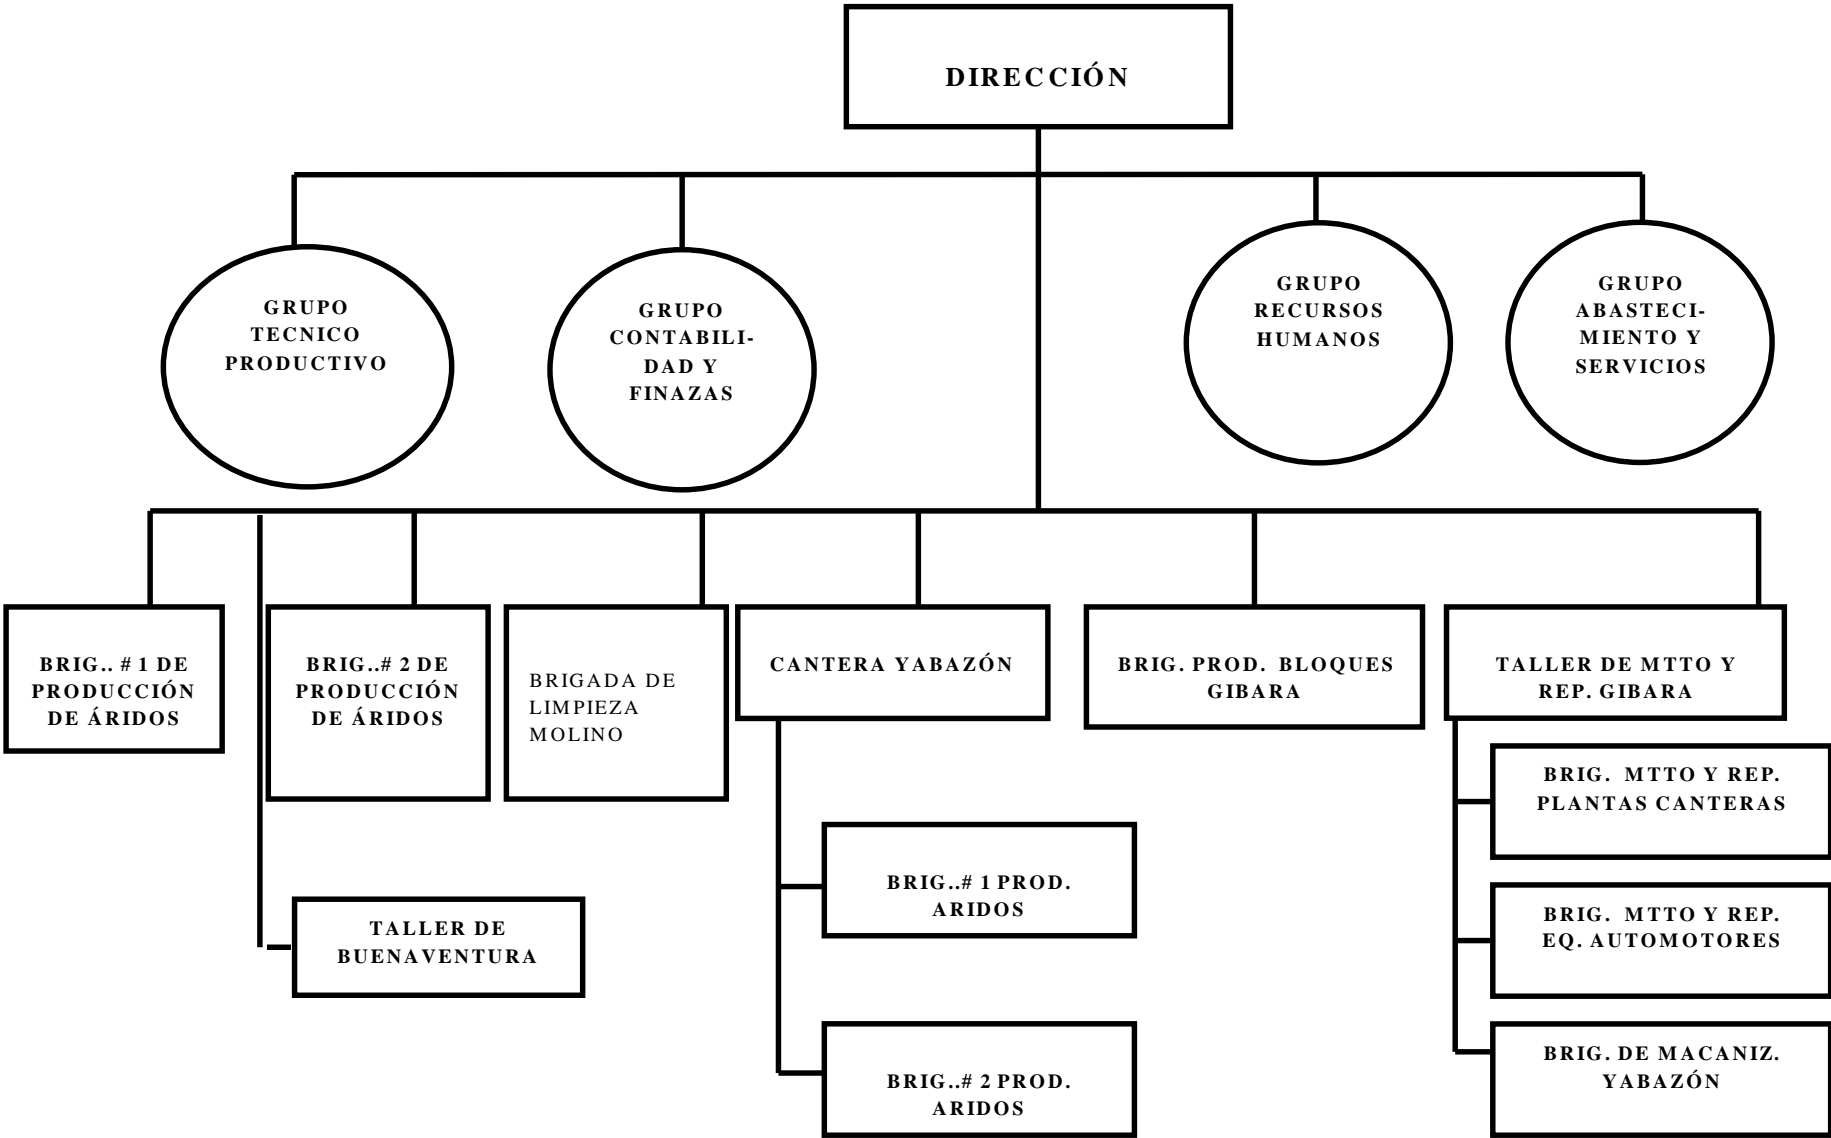 DIRECCIÓN
GRUPO
TECNICO
PRODUCTIVO
GRUPO
CONTABILI-
DAD Y
FINAZAS
GRUPO
RECURSOS
HUMANOS
GRUPO
ABASTECI-
MIENTO Y
SERVICIOS
BRIG.. # 1 DE
PRODUCCIÓN
DE ÁRIDOS
BRIG..# 2 DE
PRODUCCIÓN
DE ÁRIDOS
BRIGADA DE
LIMPIEZA
MOLINO
CANTERA YABAZÓN
BRIG. PROD. BLOQUES
GIBARA
TALLER DE MTTO Y
REP. GIBARA
BRIG. MTTO Y REP.
PLANTAS CANTERAS
BRIG..# 1 PROD.
ARIDOS
BRIG. MTTO Y REP.
EQ. AUTOMOTORES
TALLER DE
BUENAVENTURA
BRIG..# 2 PROD.
ARIDOS
BRIG. DE MACANIZ.
YABAZÓN